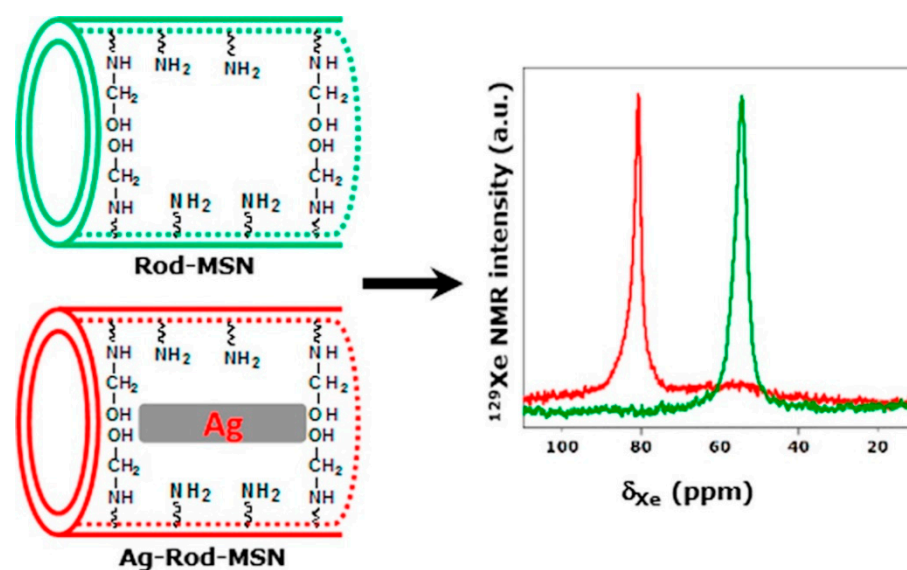 NH NH₂ NH₂ NH
CH₂ CH₂
OH O H
OH O H
CH₂ CH₂
NH NH₂ NH₂ NH
Rod-MSN
NH NH₂ NH₂ NH
CH₂ CH₂
OH Ag OH
OH OH
CH₂ CH₂
NH NH₂ NH₂ NH
Ag-Rod-MSN
¹²⁹Xe NMR intensity (a.u.)
100 80 60 40 20
δXe (ppm)